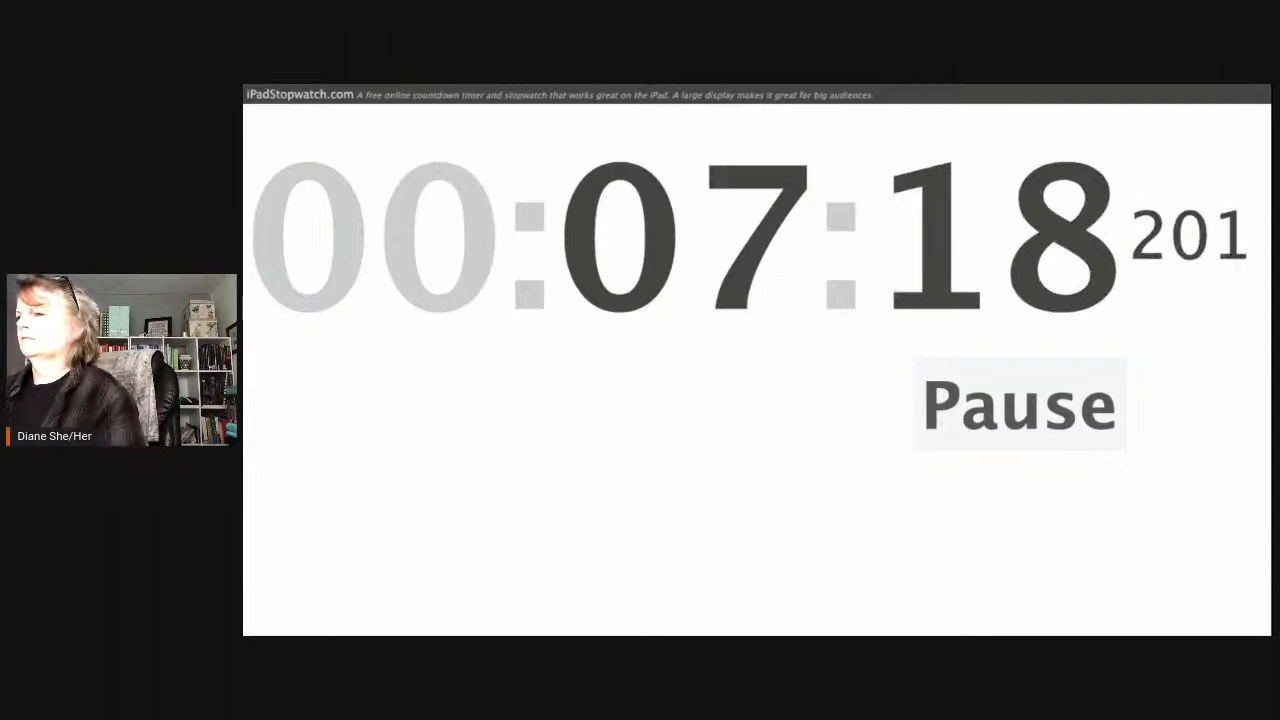 iPadStopwatch.com A free online countdown timer and stopwatch that works great on the iPad. A large display makes it great for big audiences.
00:07:18 201
Pause
Diane She/Her